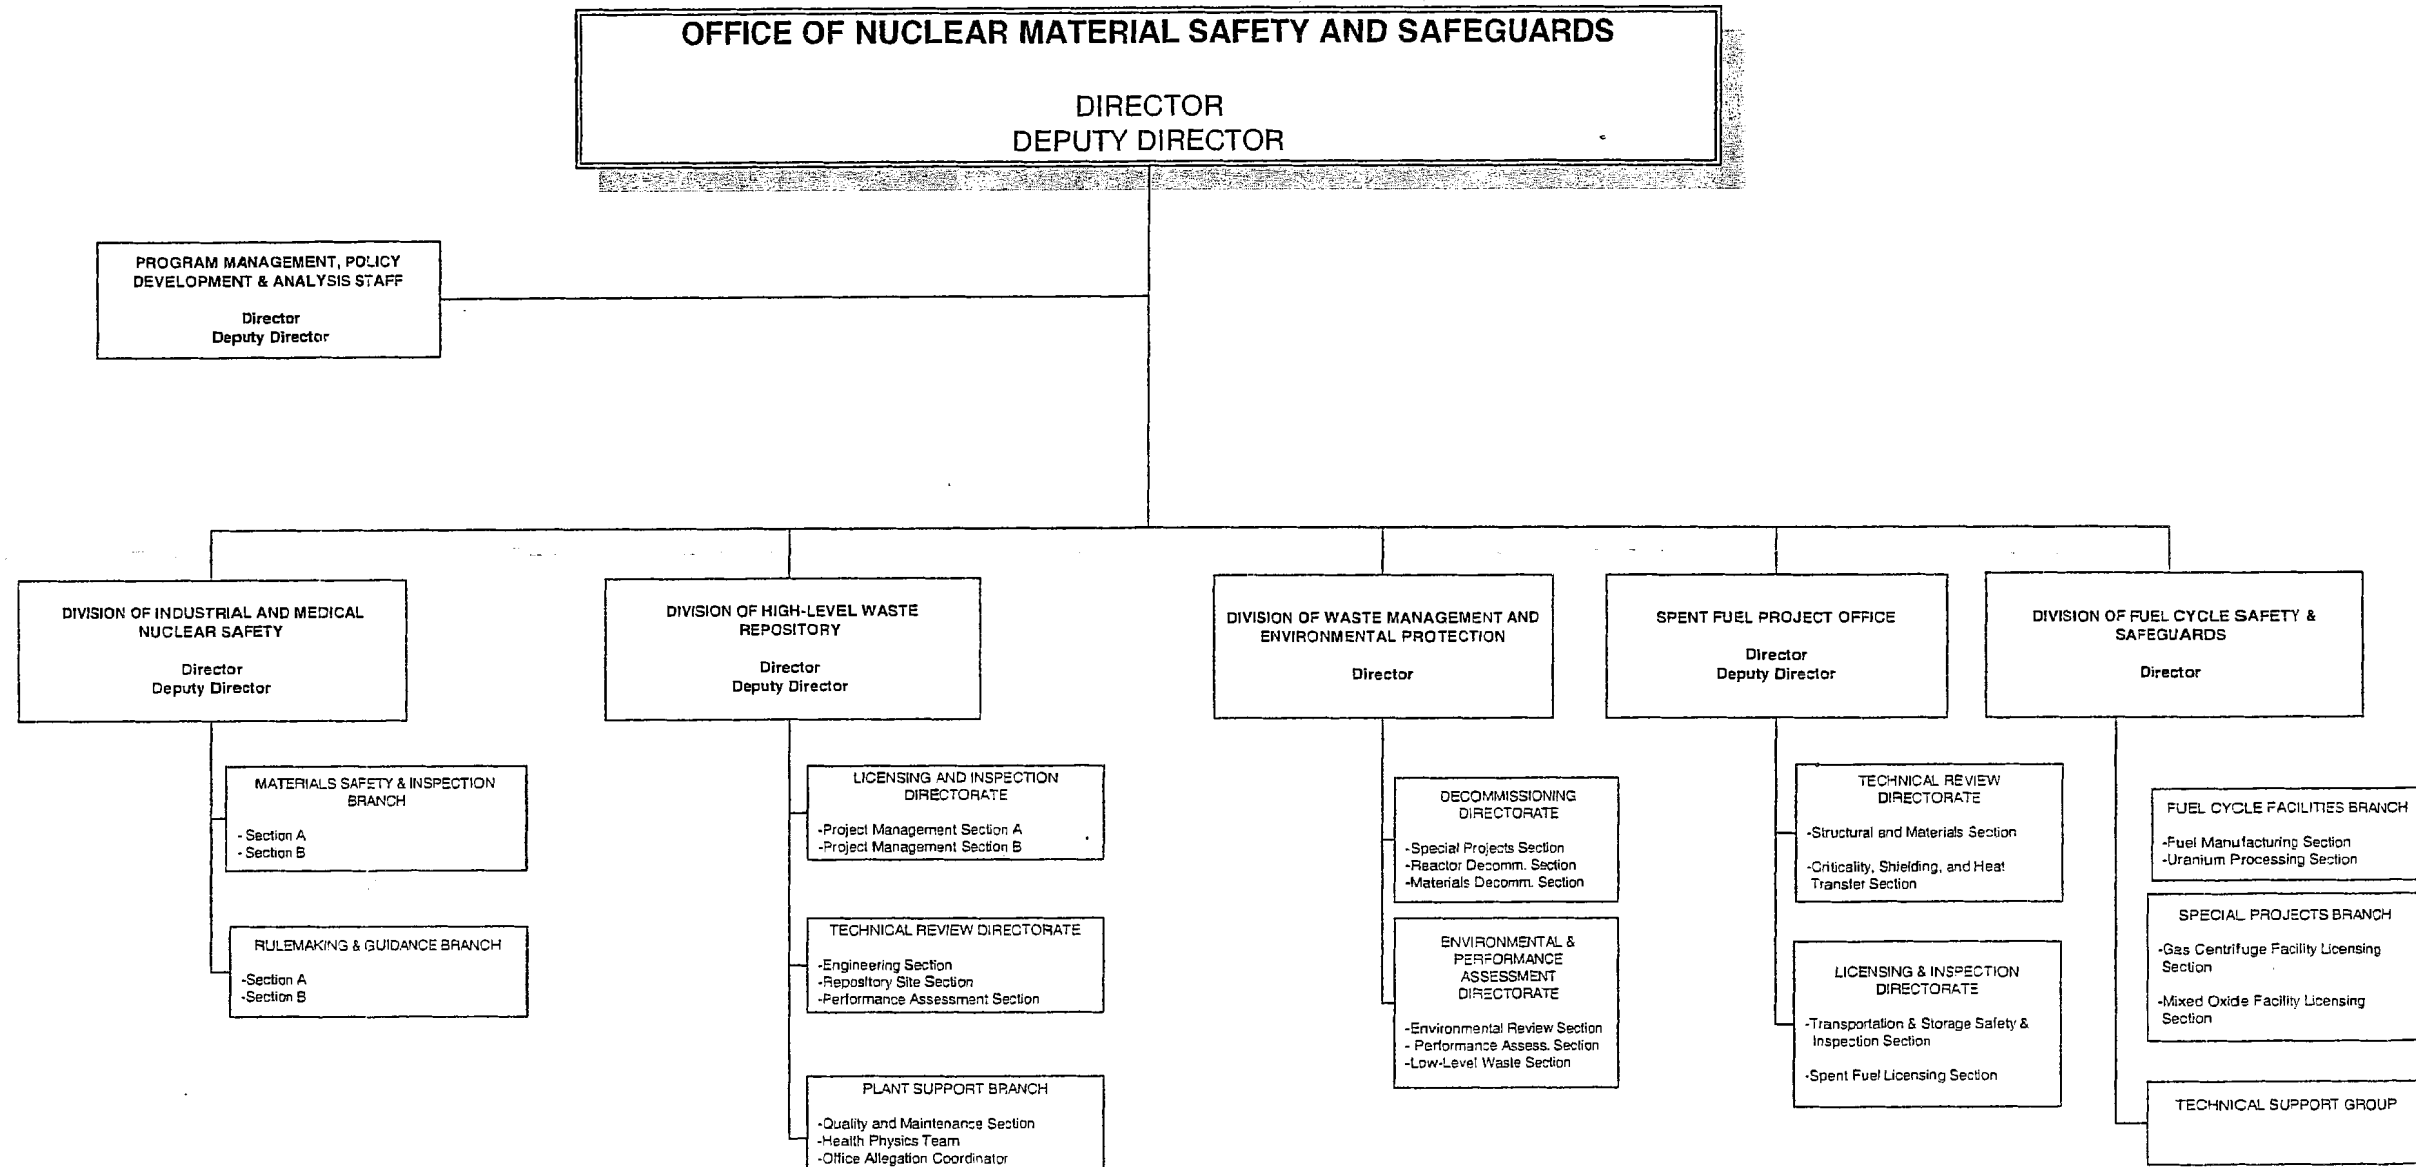 OFFICE OF NUCLEAR MATERIAL SAFETY AND SAFEGUARDS
DIRECTOR
DEPUTY DIRECTOR
PROGRAM MANAGEMENT, POLICY
DEVELOPMENT & ANALYSIS STAFF
Director
Deputy Director
DIVISION OF INDUSTRIAL AND MEDICAL
NUCLEAR SAFETY
Director
Deputy Director
MATERIALS SAFETY & INSPECTION
BRANCH
- Section A
- Section B
RULEMAKING & GUIDANCE BRANCH
-Section A
-Section B
DIVISION OF HIGH-LEVEL WASTE
REPOSITORY
Director
Deputy Director
LICENSING AND INSPECTION
DIRECTORATE
-Project Management Section A
-Project Management Section B
TECHNICAL REVIEW DIRECTORATE
-Engineering Section
-Repository Site Section
-Performance Assessment Section
PLANT SUPPORT BRANCH
-Quality and Maintenance Section
-Health Physics Team
-Office Allegation Coordinator
DIVISION OF WASTE MANAGEMENT AND
ENVIRONMENTAL PROTECTION
Director
DECOMMISSIONING
DIRECTORATE
-Special Projects Section
-Reactor Decomm. Section
-Materials Decomm. Section
ENVIRONMENTAL &
PERFORMANCE
ASSESSMENT
DIRECTORATE
-Environmental Review Section
- Performance Assess. Section
-Low-Level Waste Section
SPENT FUEL PROJECT OFFICE
Director
Deputy Director
TECHNICAL REVIEW
DIRECTORATE
-Structural and Materials Section
-Criticality, Shielding, and Heat
Transfer Section
LICENSING & INSPECTION
DIRECTORATE
-Transportation & Storage Safety &
Inspection Section
-Spent Fuel Licensing Section
DIVISION OF FUEL CYCLE SAFETY &
SAFEGUARDS
Director
FUEL CYCLE FACILITIES BRANCH
-Fuel Manufacturing Section
-Uranium Processing Section
SPECIAL PROJECTS BRANCH
-Gas Centrifuge Facility Licensing
Section
-Mixed Oxide Facility Licensing
Section
TECHNICAL SUPPORT GROUP